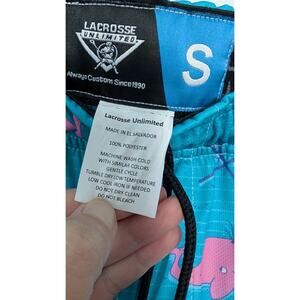 LACROSSE
UNLIMITED
Always Custom Since 1990
S
Lacrosse Unlimited
MADE IN EL SALVADOR
100% POLYESTER
MACHINE WASH COLD
WITH SIMILAR COLORS
GENTLE CYCLE
TUMBLE DRY LOW TEMPERATURE
LOW COOL IRON IF NEEDED
DO NOT DRY CLEAN
DO NOT BLEACH